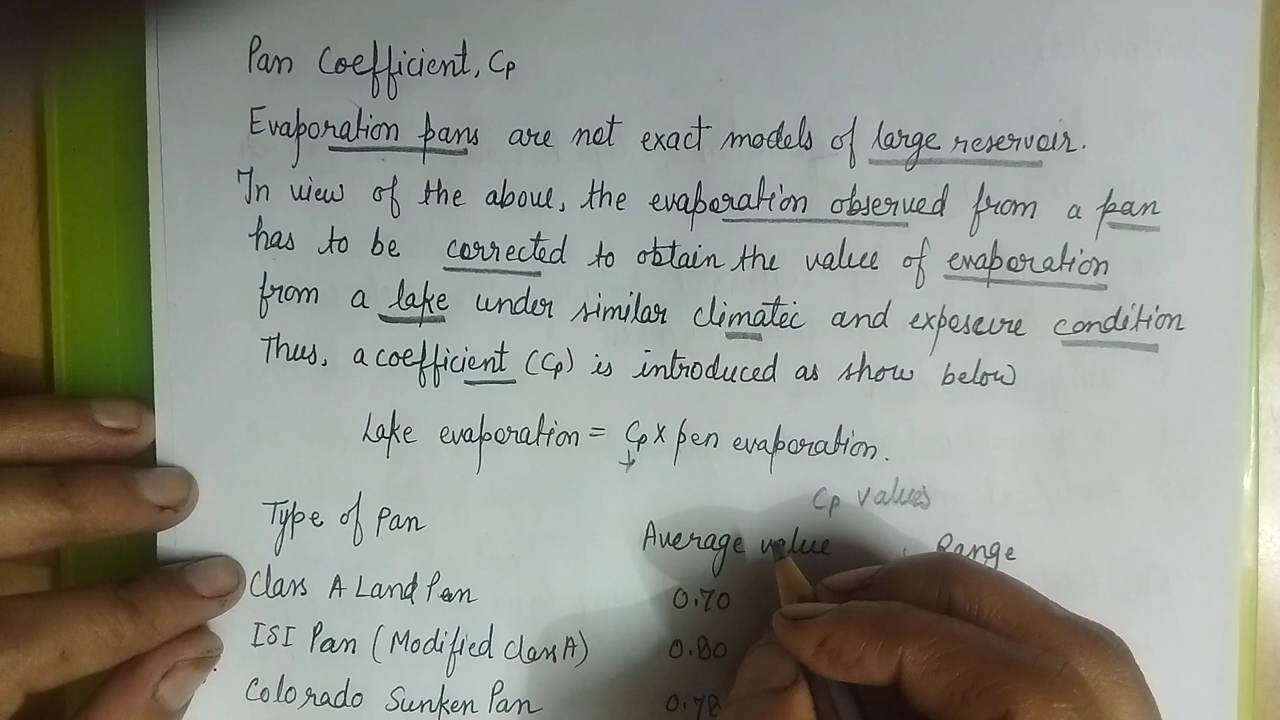 Pan Coefficient, Cp
Evaporation pans are not exact models of large reservoir.
In view of the above, the evaporation observed from a pan
has to be corrected to obtain the value of evaporation
from a lake under similar climatic and exposure condition
Thus, a coefficient (Cp) is introduced as show below
Lake evaporation = Cp x pen evaporation.
Cp values
Type of Pan Average value Range
Class A Land Pan 0.70
ISI Pan (Modified class A) 0.80
Colorado Sunken Pan 0.78